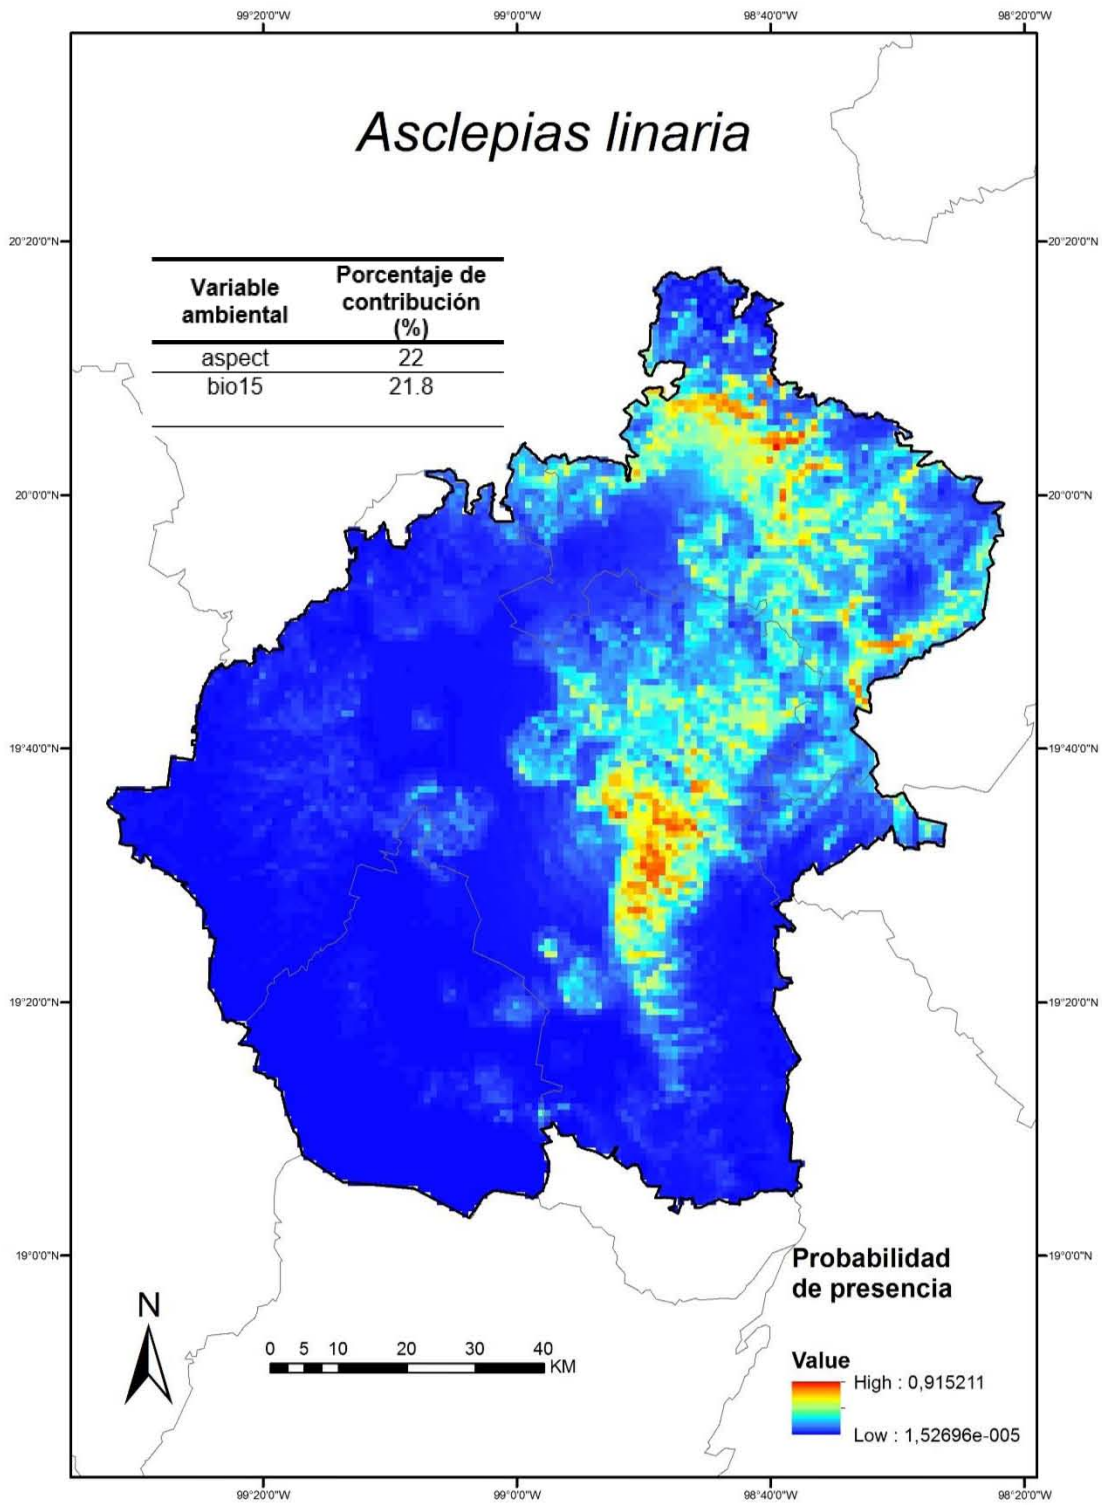 99°20'0"W 99°0'0"W 98°40'0"W 98°20'0"W
Asclepias linaria
20°20'0"N 20°20'0"N
Variable ambiental Porcentaje de contribución (%)
aspect 22
bio15 21.8
20°0'0"N 20°0'0"N
19°40'0"N 19°40'0"N
19°20'0"N 19°20'0"N
19°0'0"N 19°0'0"N
Probabilidad
de presencia
N
0 5 10 20 30 40
KM
Value
High : 0,915211
Low : 1,52696e-005
99°20'0"W 99°0'0"W 98°40'0"W 98°20'0"W